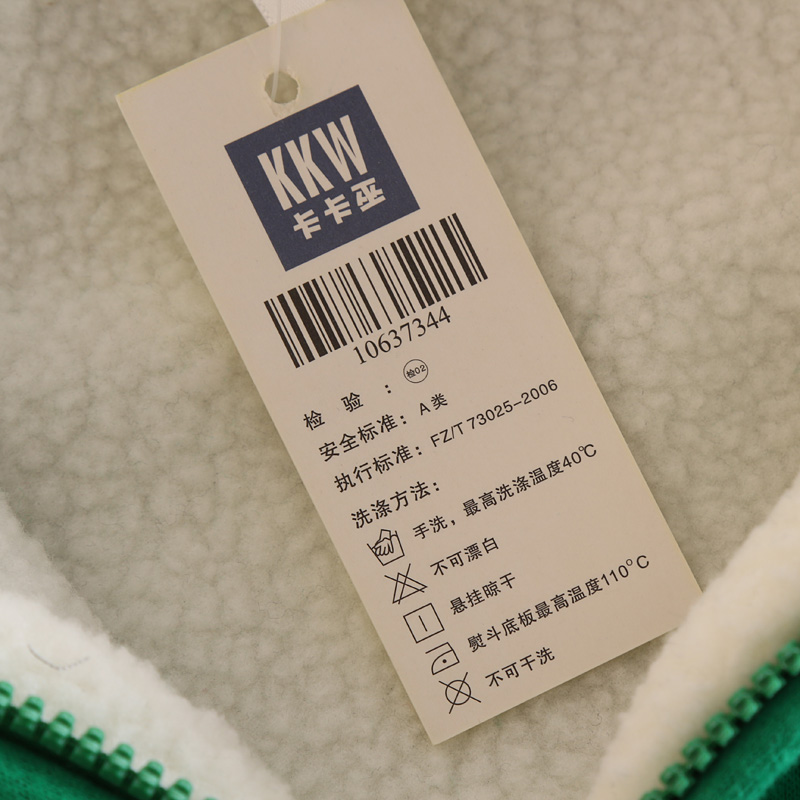 KKW
卡卡巫
10637344
检 验 : 检02
安全标准: A类
执行标准: FZ/T 73025-2006
洗涤方法:
手洗，最高洗涤温度40℃
不可漂白
悬挂晾干
熨斗底板最高温度110°C
不可干洗